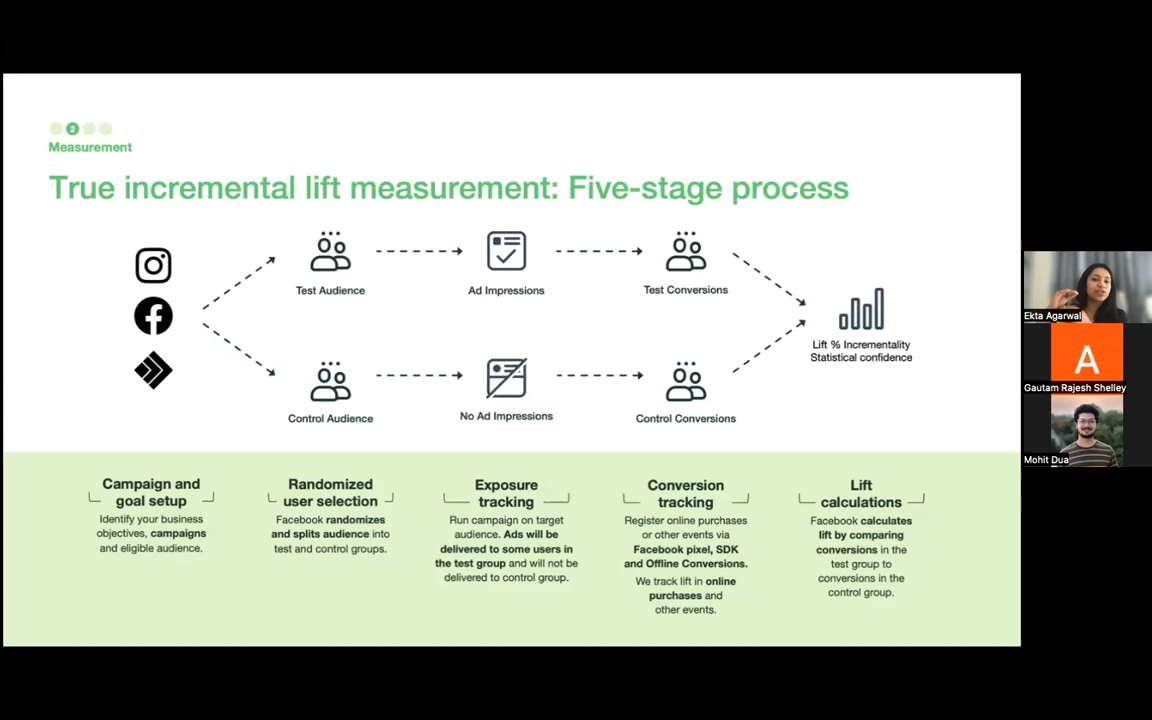 2
Measurement
True incremental lift measurement: Five-stage process
Test Audience
Ad Impressions
Test Conversions
Lift % Incrementality
Statistical confidence
Control Audience
No Ad Impressions
Control Conversions
Campaign and
goal setup
Identify your business
objectives, campaigns
and eligible audience.
Randomized
user selection
Facebook randomizes
and splits audience into
test and control groups.
Exposure
tracking
Run campaign on target
audience. Ads will be
delivered to some users in
the test group and will not be
delivered to control group.
Conversion
tracking
Register online purchases
or other events via
Facebook pixel, SDK
and Offline Conversions.
We track lift in online
purchases and
other events.
Lift
calculations
Facebook calculates
lift by comparing
conversions in the
test group to
conversions in the
control group.
Ekta Agarwal
A
Gautam Rajesh Shelley
Mohit Dua